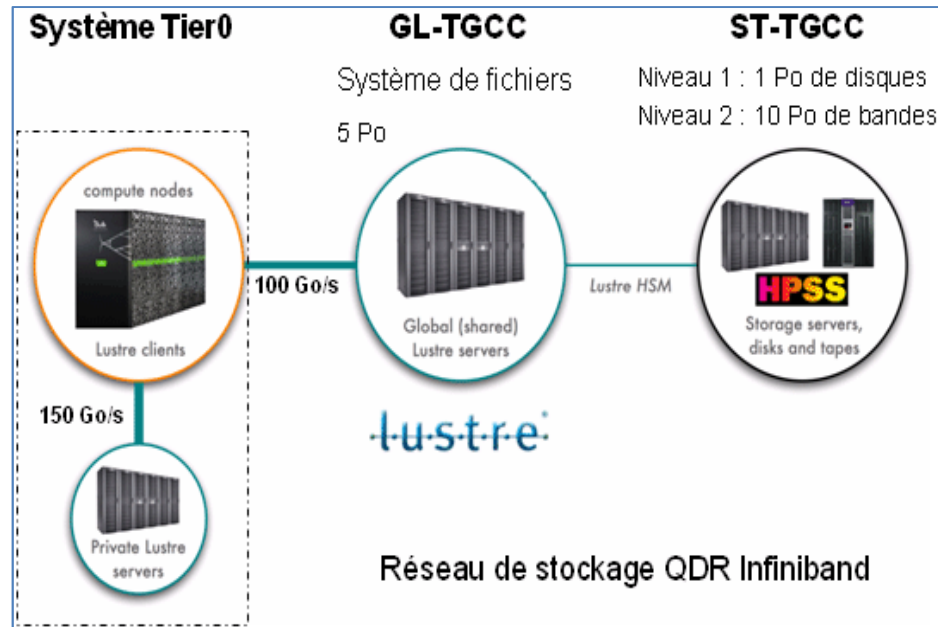 Système Tier0
GL-TGCC
ST-TGCC
Système de fichiers
5 Po
Niveau 1 : 1 Po de disques
Niveau 2 : 10 Po de bandes
compute nodes
Lustre clients
100 Go/s
Global (shared)
Lustre servers
Lustre HSM
HPSS
Storage servers,
disks and tapes
150 Go/s
lustre
Private Lustre
servers
Réseau de stockage QDR Infiniband